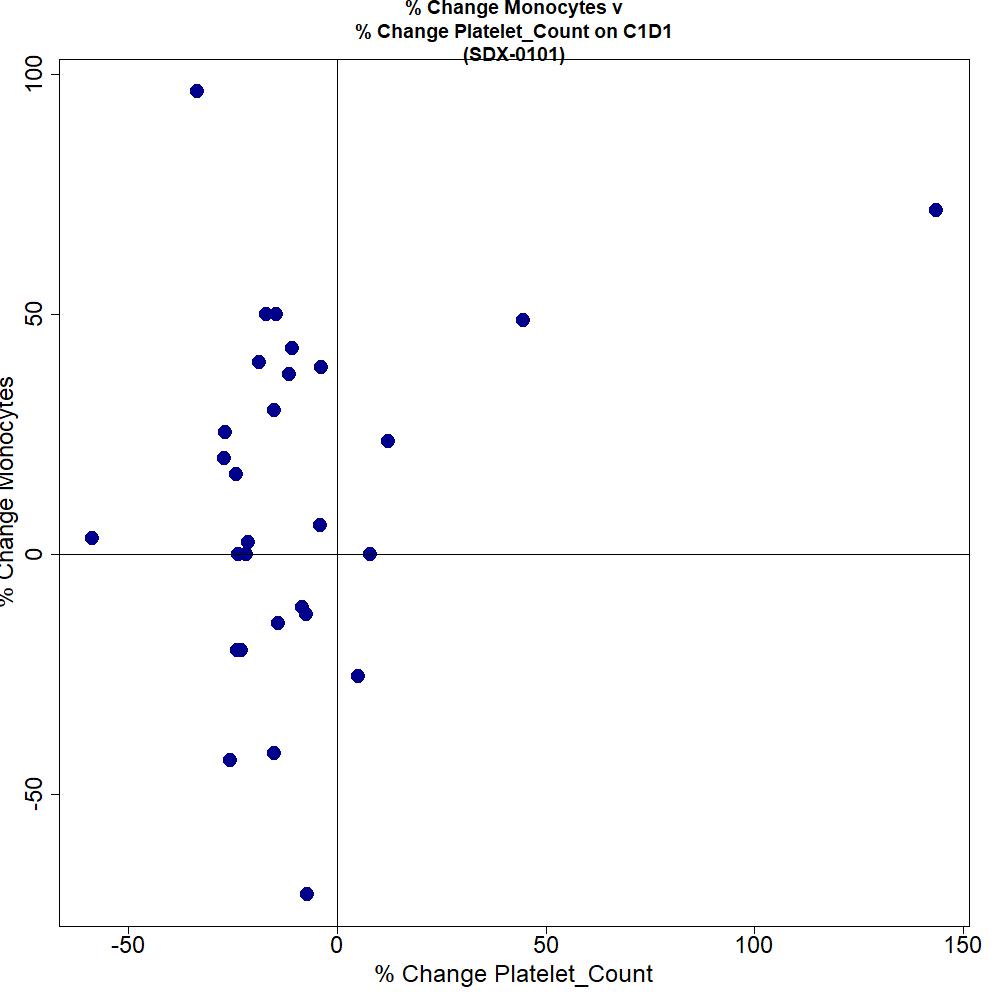 % Change Monocytes v
% Change Platelet_Count on C1D1
(SDX-0101)
100
50
0
-50
% Change Monocytes
-50
0
50
100
150
% Change Platelet_Count